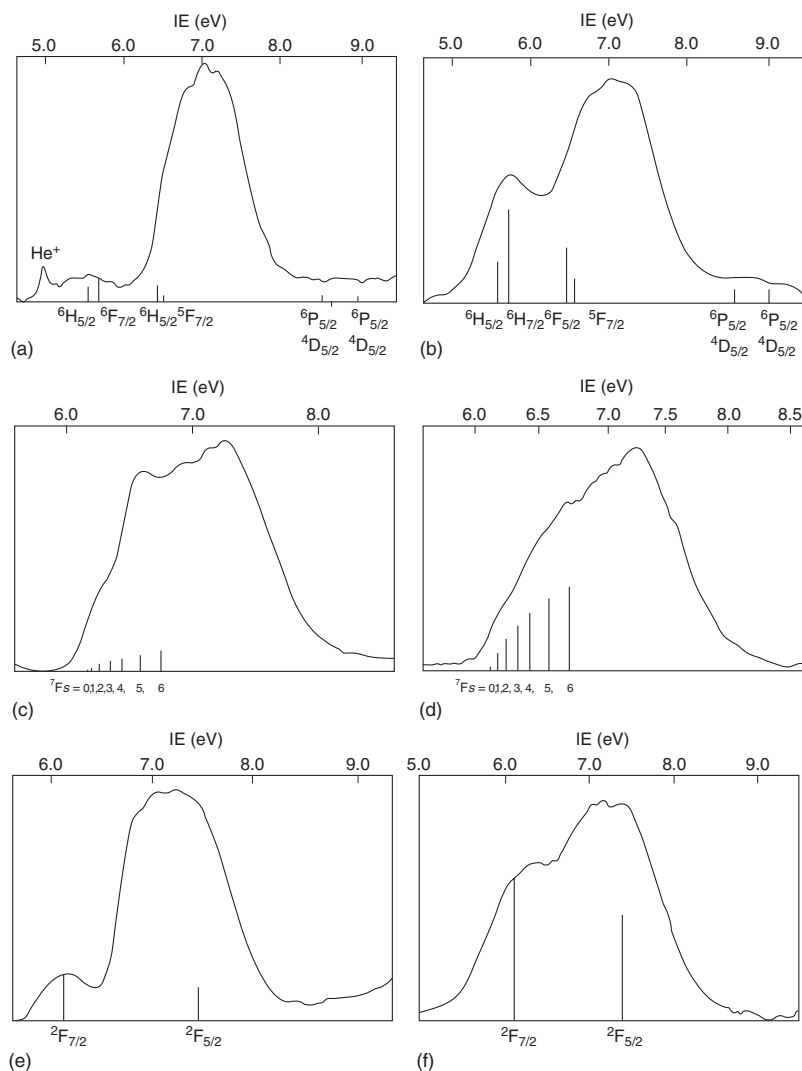 IE (eV)
5.0 6.0 7.0 8.0 9.0
He⁺
⁶H₅/₂ ⁶F₇/₂ ⁶H₅/₂ ⁵F₇/₂ ⁶P₅/₂ ⁶P₅/₂
⁴D₅/₂ ⁴D₅/₂
(a)
IE (eV)
5.0 6.0 7.0 8.0 9.0
⁶H₅/₂ ⁶H₇/₂ ⁶F₅/₂ ⁵F₇/₂ ⁶P₅/₂ ⁶P₅/₂
⁴D₅/₂ ⁴D₅/₂
(b)
IE (eV)
6.0 7.0 8.0
⁷Fs = 0,1,2,3, 4, 5, 6
(c)
IE (eV)
6.0 6.5 7.0 7.5 8.0 8.5
⁷Fs = 0,1,2, 3, 4, 5, 6
(d)
IE (eV)
6.0 7.0 8.0 9.0
²F₇/₂ ²F₅/₂
(e)
IE (eV)
5.0 6.0 7.0 8.0 9.0
²F₇/₂ ²F₅/₂
(f)